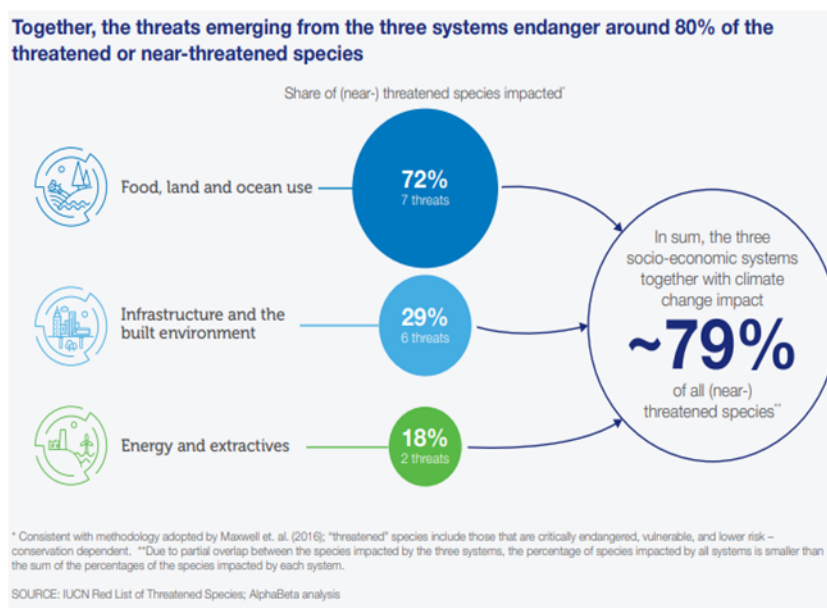 Together, the threats emerging from the three systems endanger around 80% of the
threatened or near-threatened species
Share of (near-) threatened species impacted*
Food, land and ocean use
72%
7 threats
Infrastructure and the
built environment
29%
6 threats
Energy and extractives
18%
2 threats
In sum, the three
socio-economic systems
together with climate
change impact
~79%
of all (near-)
threatened species**
* Consistent with methodology adopted by Maxwell et. al. (2016); “threatened” species include those that are critically endangered, vulnerable, and lower risk –
conservation dependent. **Due to partial overlap between the species impacted by the three systems, the percentage of species impacted by all systems is smaller than
the sum of the percentages of the species impacted by each system.
SOURCE: IUCN Red List of Threatened Species; AlphaBeta analysis